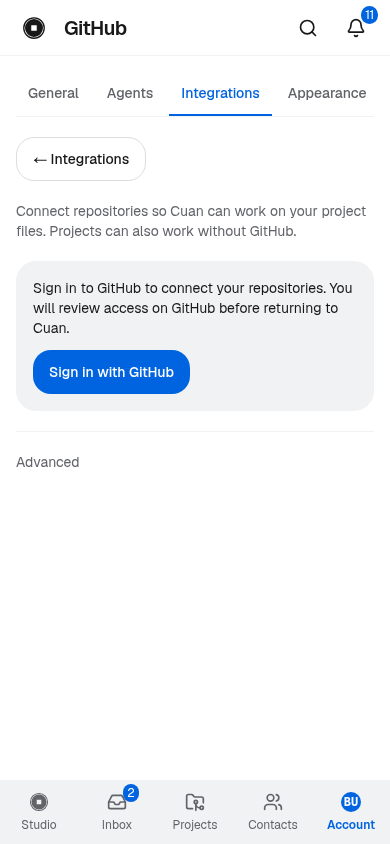 GitHub
11
General
Agents
Integrations
Appearance
← Integrations
Connect repositories so Cuan can work on your project
files. Projects can also work without GitHub.
Sign in to GitHub to connect your repositories. You
will review access on GitHub before returning to
Cuan.
Sign in with GitHub
Advanced
2
BU
Studio
Inbox
Projects
Contacts
Account